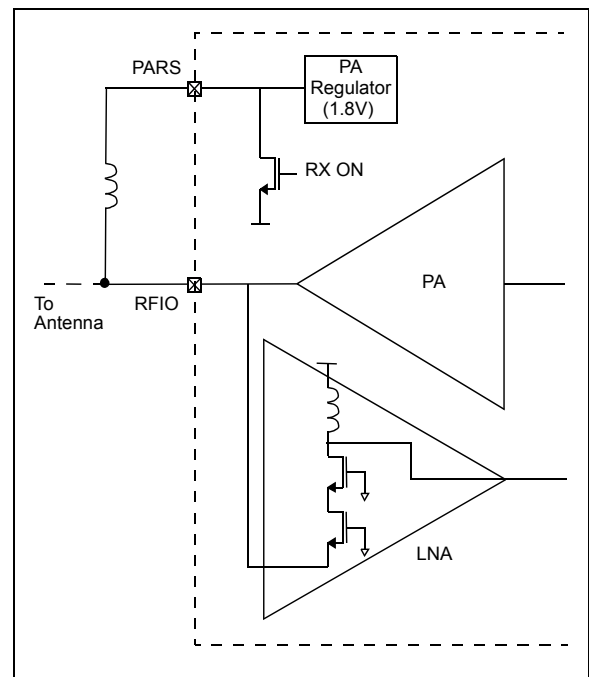 PARS
PA
Regulator
(1.8V)
RX ON
PA
To
Antenna
RFIO
LNA